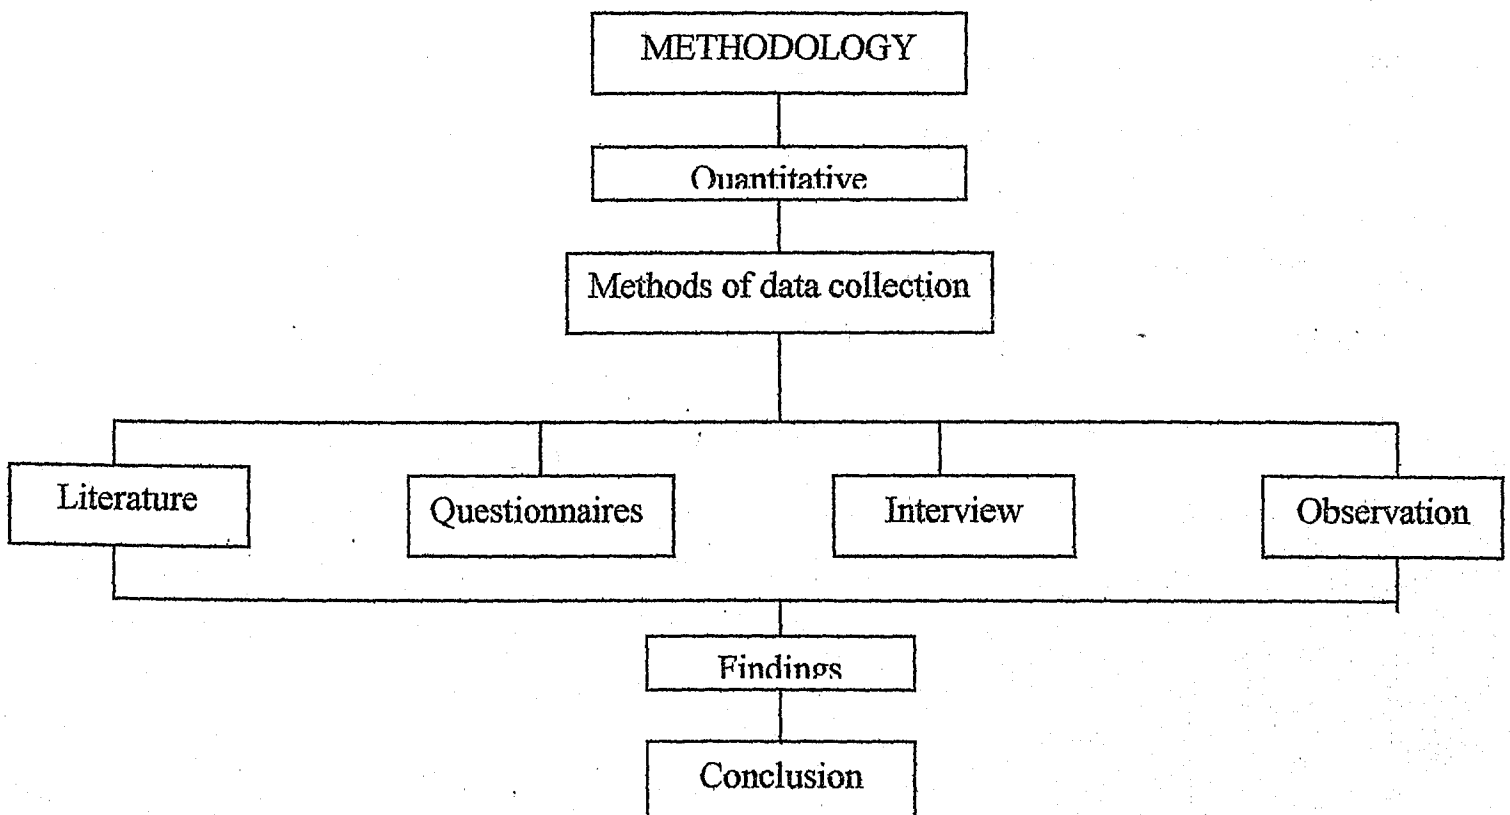 METHODOLOGY
Quantitative
Methods of data collection
Literature
Questionnaires
Interview
Observation
Findings
Conclusion